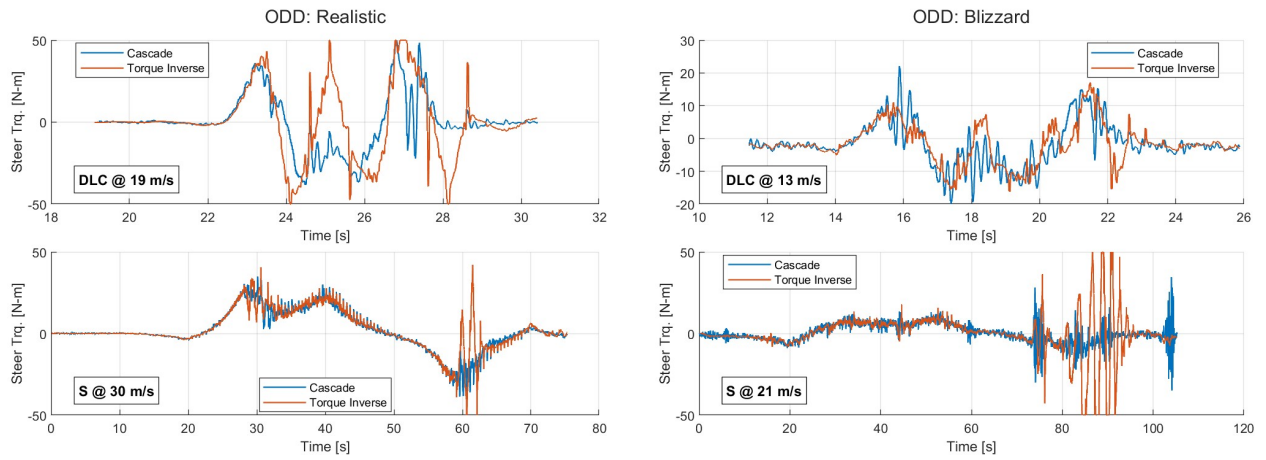 ODD: Realistic
ODD: Blizzard
50
0
-50
Steer Trq. [N-m]
Cascade
Torque Inverse
DLC @ 19 m/s
18 20 22 24 26 28 30 32
Time [s]
30
20
10
0
-10
-20
Steer Trq. [N-m]
Cascade
Torque Inverse
DLC @ 13 m/s
10 12 14 16 18 20 22 24 26
Time [s]
50
0
-50
Steer Trq. [N-m]
S @ 30 m/s
Cascade
Torque Inverse
0 10 20 30 40 50 60 70 80
Time [s]
50
0
-50
Steer Trq. [N-m]
Cascade
Torque Inverse
S @ 21 m/s
0 20 40 60 80 100 120
Time [s]